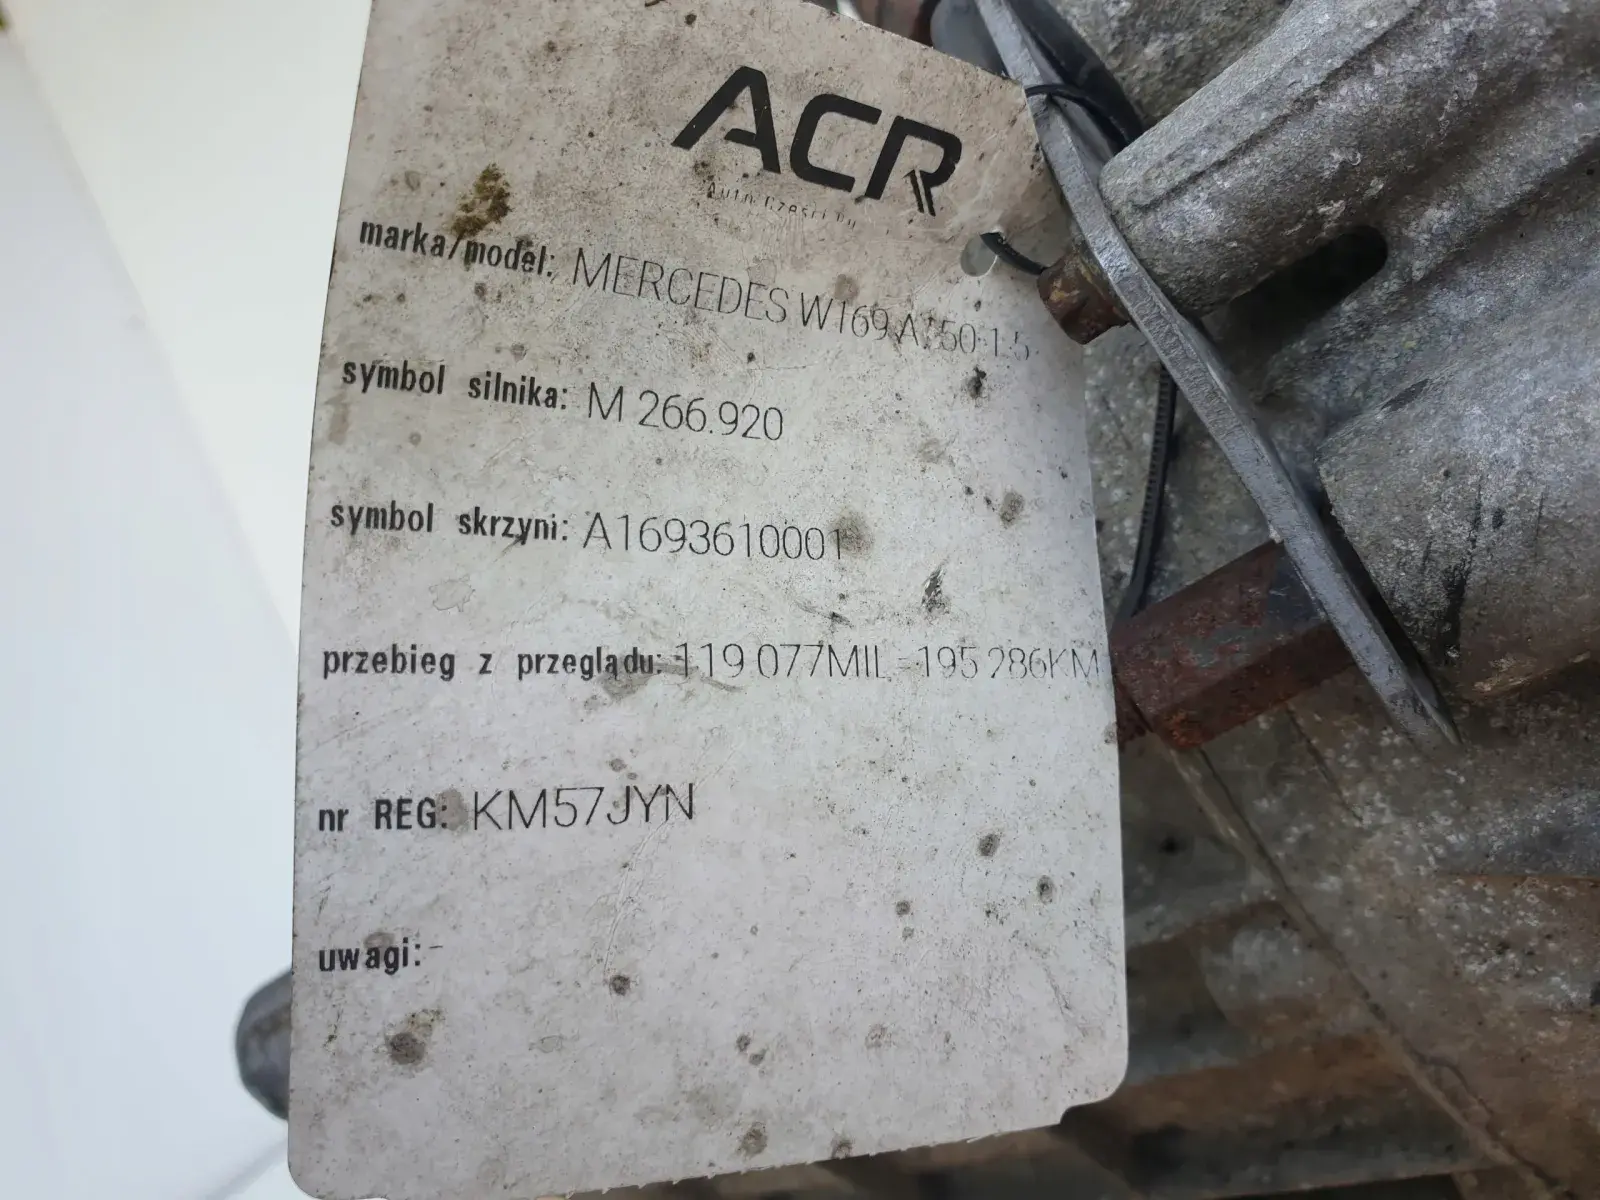 ACR
marka/model: MERCEDES W169 A150 1.5
symbol silnika: M 266.920
symbol skrzyni: A1693610001
przebieg z przeglądu: 119 077MIL-195 286KM
nr REG: KM57JYN
uwagi: -